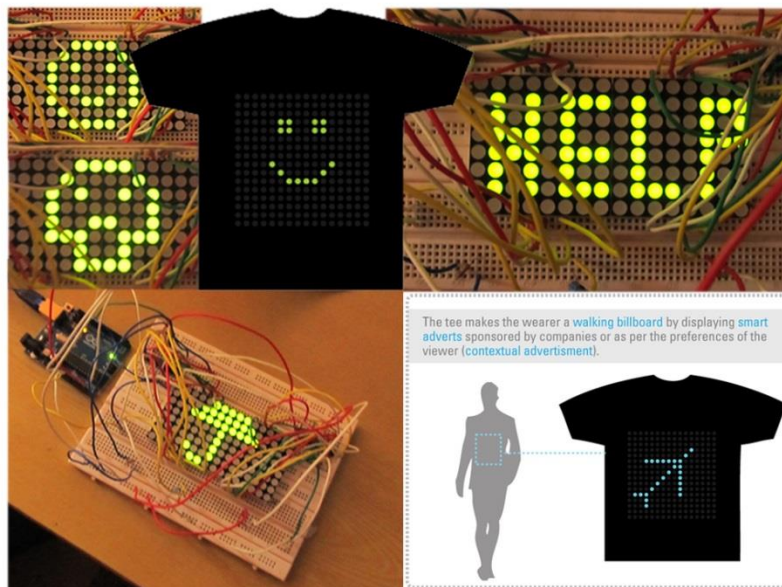 HELP
The tee makes the wearer a walking billboard by displaying smart
adverts sponsored by companies or as per the preferences of the
viewer (contextual advertisment).